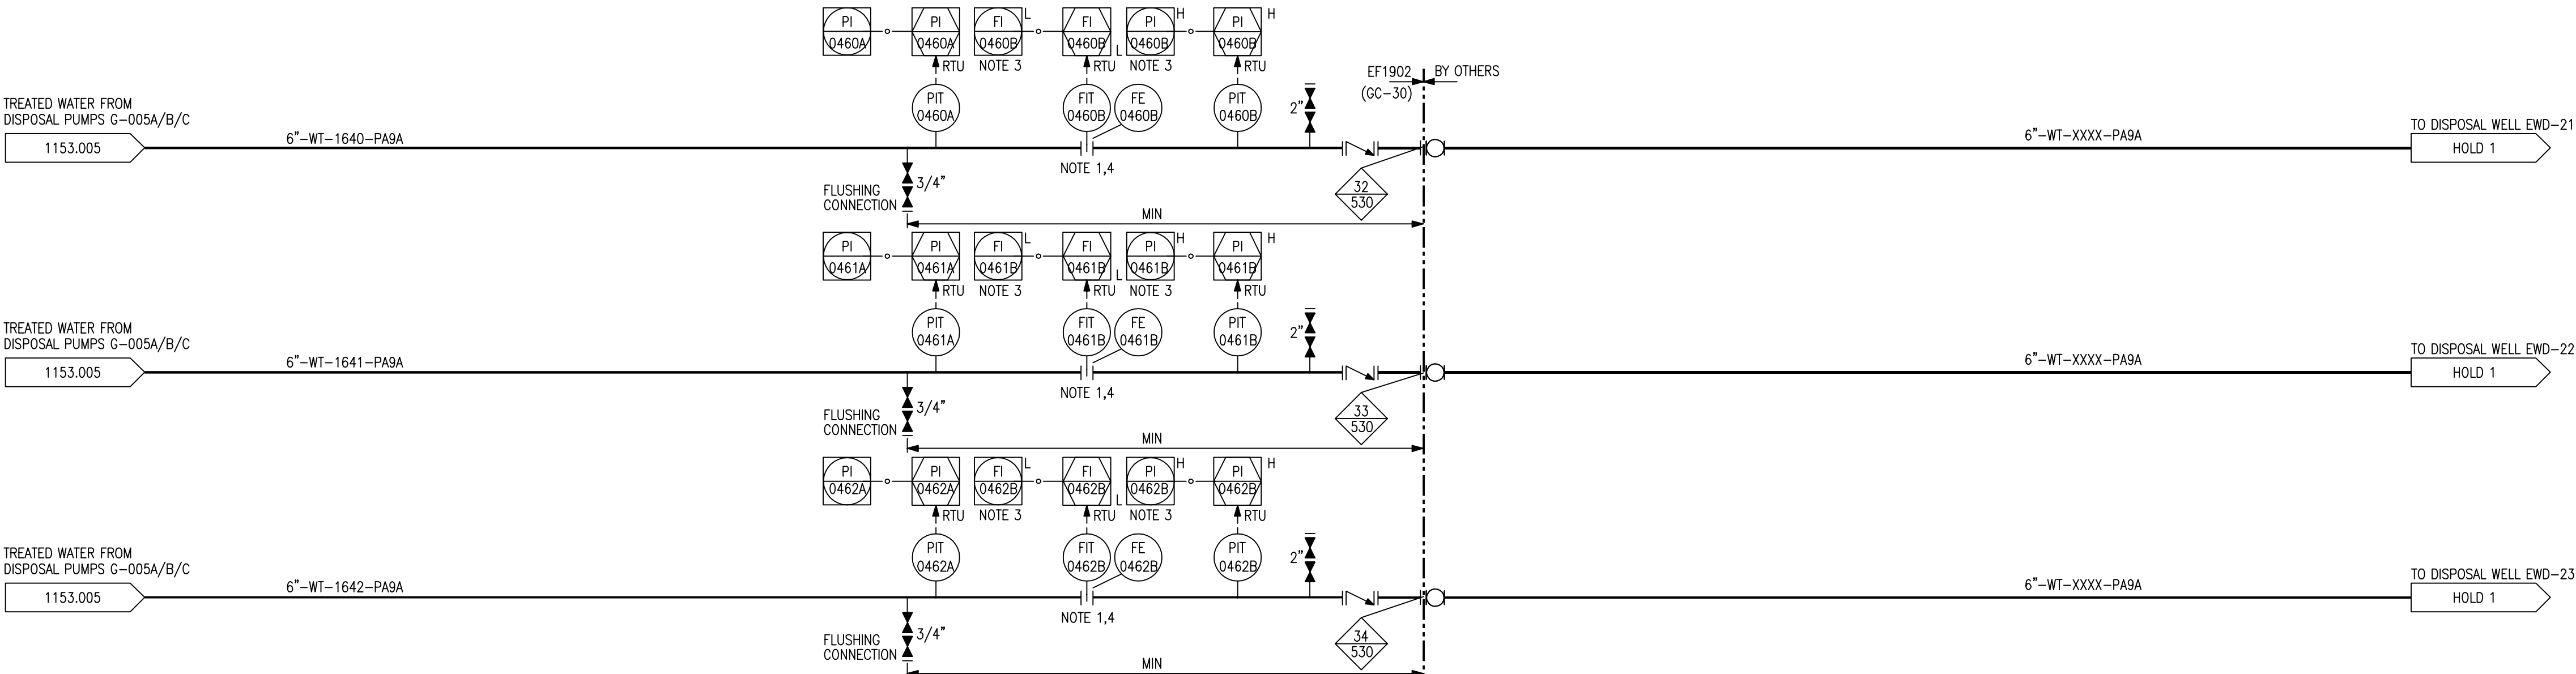 PI PI FI L FI PI H PI H
0460A 0460A 0460B 0460B L 0460B 0460B
RTU NOTE 3 RTU NOTE 3 RTU
EF1902 BY OTHERS
(GC-30)
TREATED WATER FROM
DISPOSAL PUMPS G-005A/B/C
PIT FIT FE PIT
0460A 0460B 0460B 0460B
2"
1153.005
6"-WT-1640-PA9A
NOTE 1,4
6"-WT-XXXX-PA9A
TO DISPOSAL WELL EWD-21
HOLD 1
FLUSHING
CONNECTION
3/4"
32
530
MIN
PI PI FI L FI PI H PI H
0461A 0461A 0461B 0461B L 0461B 0461B
RTU NOTE 3 RTU NOTE 3 RTU
TREATED WATER FROM
DISPOSAL PUMPS G-005A/B/C
PIT FIT FE PIT
0461A 0461B 0461B 0461B
2"
1153.005
6"-WT-1641-PA9A
NOTE 1,4
6"-WT-XXXX-PA9A
TO DISPOSAL WELL EWD-22
HOLD 1
FLUSHING
CONNECTION
3/4"
33
530
MIN
PI PI FI L FI PI H PI H
0462A 0462A 0462B 0462B L 0462B 0462B
RTU NOTE 3 RTU NOTE 3 RTU
TREATED WATER FROM
DISPOSAL PUMPS G-005A/B/C
PIT FIT FE PIT
0462A 0462B 0462B 0462B
2"
1153.005
6"-WT-1642-PA9A
NOTE 1,4
6"-WT-XXXX-PA9A
TO DISPOSAL WELL EWD-23
HOLD 1
FLUSHING
CONNECTION
3/4"
34
530
MIN